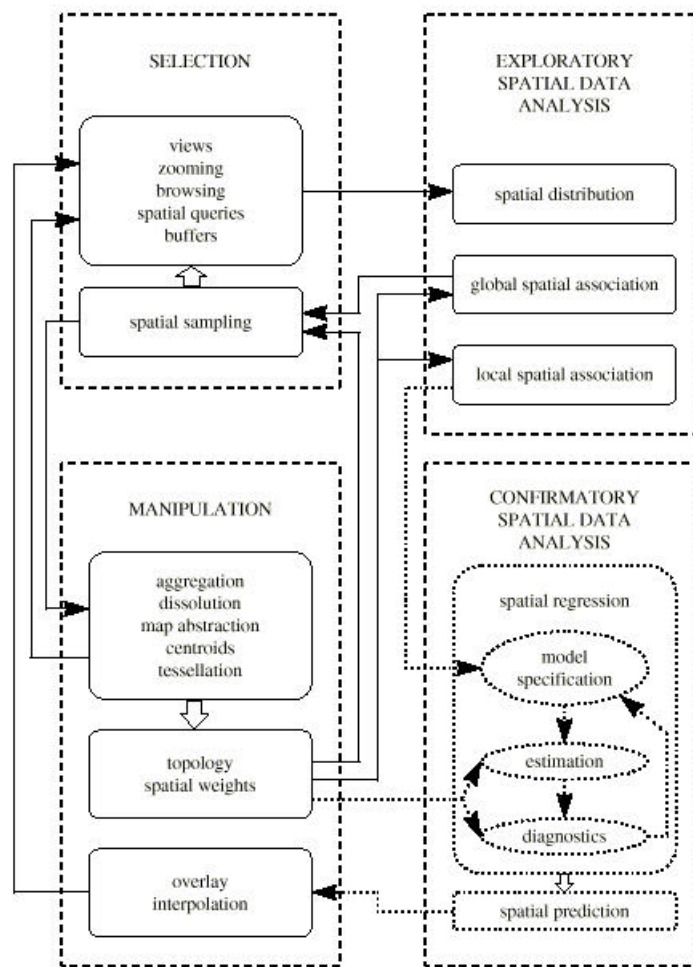 SELECTION
views
zooming
browsing
spatial queries
buffers
spatial sampling
EXPLORATORY
SPATIAL DATA
ANALYSIS
spatial distribution
global spatial association
local spatial association
MANIPULATION
aggregation
dissolution
map abstraction
centroids
tessellation
topology
spatial weights
overlay
interpolation
CONFIRMATORY
SPATIAL DATA
ANALYSIS
spatial regression
model
specification
estimation
diagnostics
spatial prediction